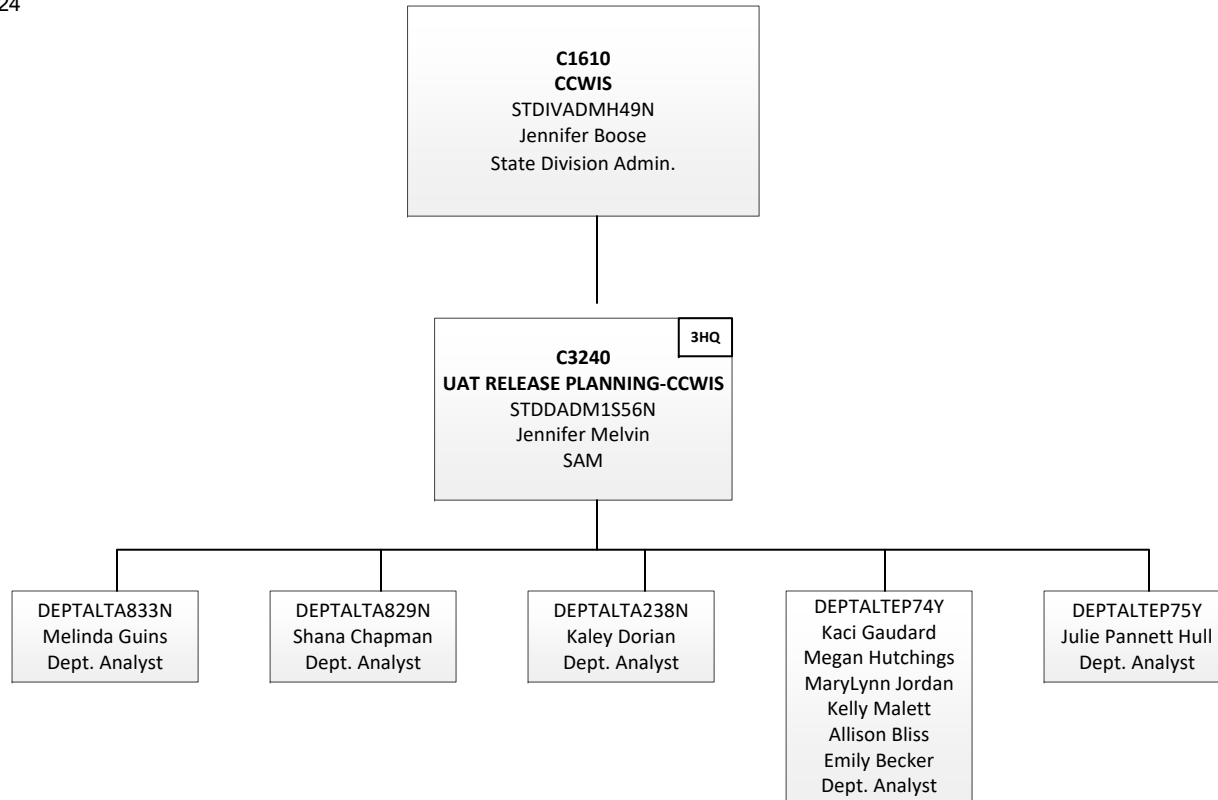 24
C1610
CCWIS
STDIVADMH49N
Jennifer Boose
State Division Admin.
3HQ
C3240
UAT RELEASE PLANNING-CCWIS
STDDADM1S56N
Jennifer Melvin
SAM
DEPTALTA833N
Melinda Guins
Dept. Analyst
DEPTALTA829N
Shana Chapman
Dept. Analyst
DEPTALTA238N
Kaley Dorian
Dept. Analyst
DEPTALTEP74Y
Kaci Gaudard
Megan Hutchings
MaryLynn Jordan
Kelly Malett
Allison Bliss
Emily Becker
Dept. Analyst
DEPTALTEP75Y
Julie Pannett Hull
Dept. Analyst